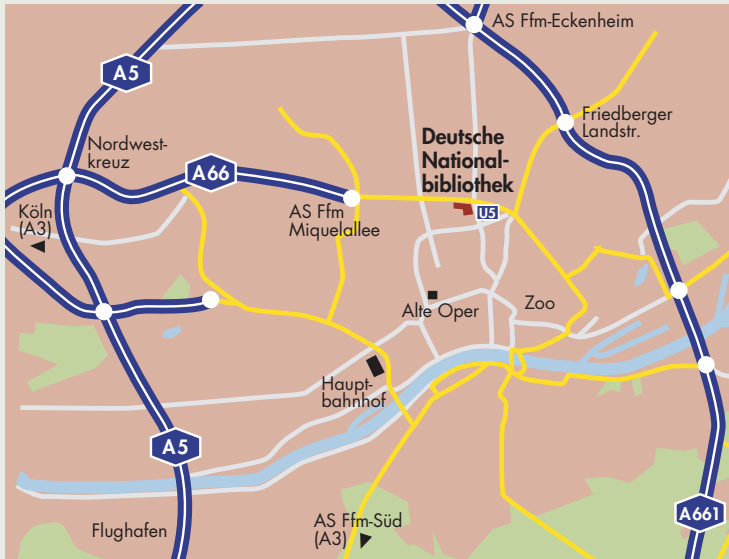 AS Ffm-Eckenheim
A5
Friedberger
Landstr.
Deutsche
National-
bibliothek
Nordwest-
kreuz
A66
U5
Köln
(A3)
AS Ffm
Miquelallee
Alte Oper
Zoo
Haupt-
bahnhof
A5
A661
AS Ffm-Süd
(A3)
Flughafen